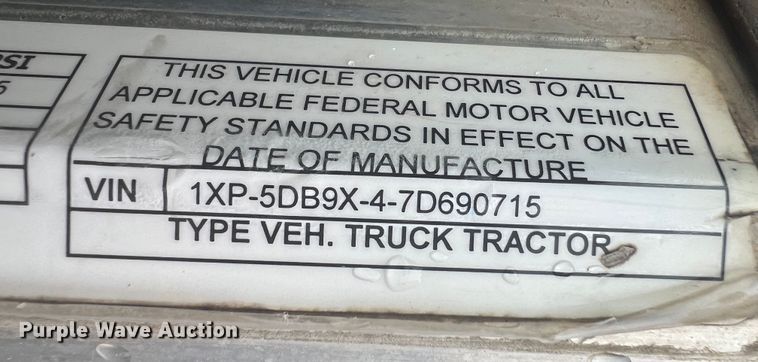 SI
THIS VEHICLE CONFORMS TO ALL
APPLICABLE FEDERAL MOTOR VEHICLE
SAFETY STANDARDS IN EFFECT ON THE
DATE OF MANUFACTURE
VIN 1XP-5DB9X-4-7D690715
TYPE VEH. TRUCK TRACTOR
Purple Wave Auction